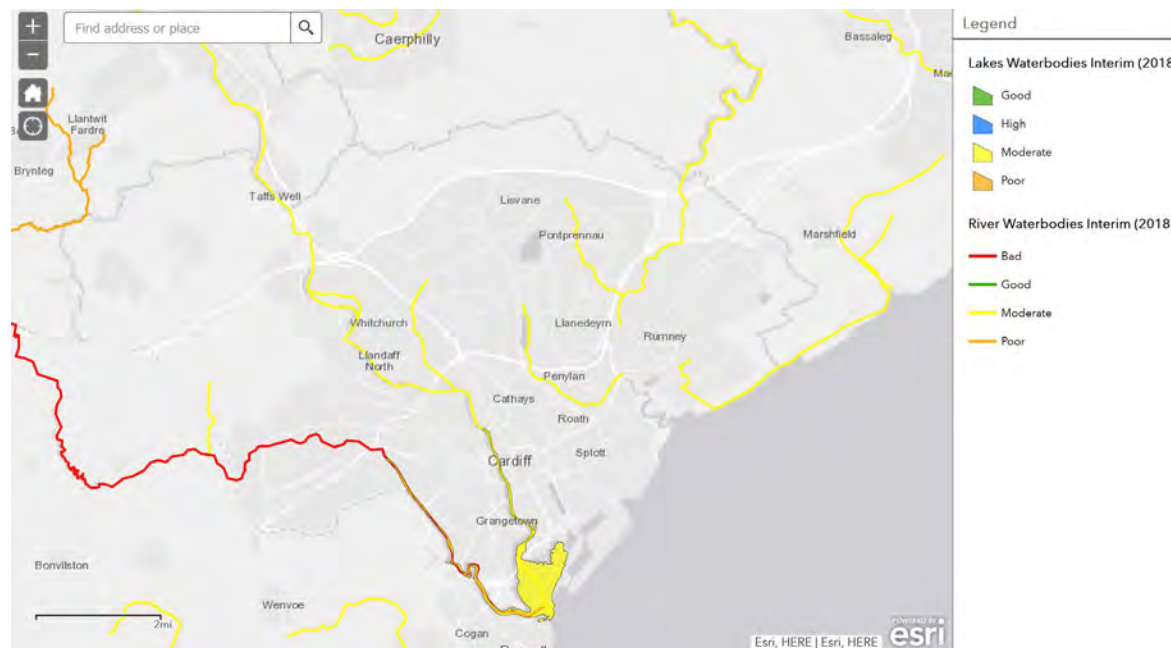 +
−
Find address or place
Caerphilly
Bassaleg
Llantwit
Fardre
Brynteg
Taffs Well
Lisvane
Pontprennau
Marshfield
Whitchurch
Llanedeyrn
Rumney
Llandaff
North
Penylan
Cathays
Roath
Cardiff
Splott
Grangetown
Bonvilston
Wenvoe
2mi
Cogan
Esri, HERE | Esri, HERE
POWERED BY
esri
Legend
Lakes Waterbodies Interim (2018
Good
High
Moderate
Poor
River Waterbodies Interim (2018
Bad
Good
Moderate
Poor